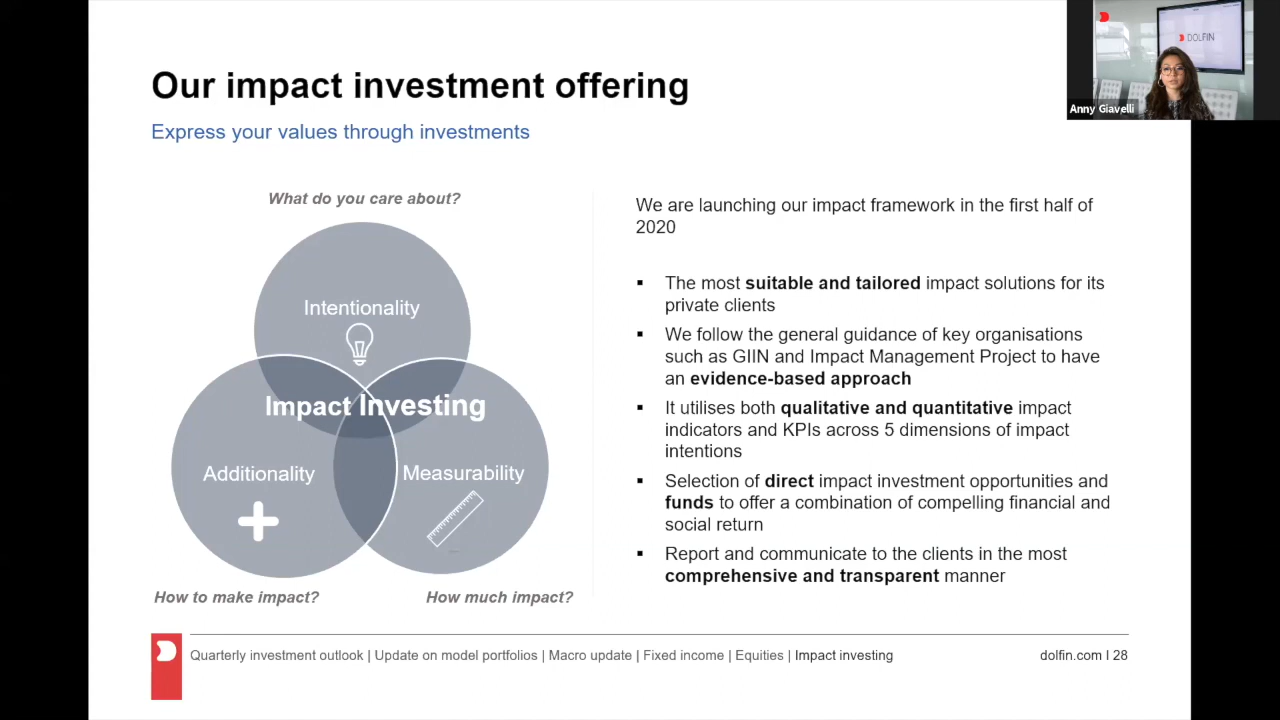 Our impact investment offering
Express your values through investments
DOLFIN
Anny Giavelli
What do you care about?
Intentionality
Impact Investing
Additionality
Measurability
How to make impact?
How much impact?
We are launching our impact framework in the first half of
2020
▪ The most suitable and tailored impact solutions for its
private clients
▪ We follow the general guidance of key organisations
such as GIIN and Impact Management Project to have
an evidence-based approach
▪ It utilises both qualitative and quantitative impact
indicators and KPIs across 5 dimensions of impact
intentions
▪ Selection of direct impact investment opportunities and
funds to offer a combination of compelling financial and
social return
▪ Report and communicate to the clients in the most
comprehensive and transparent manner
Quarterly investment outlook | Update on model portfolios | Macro update | Fixed income | Equities | Impact investing
dolfin.com I 28